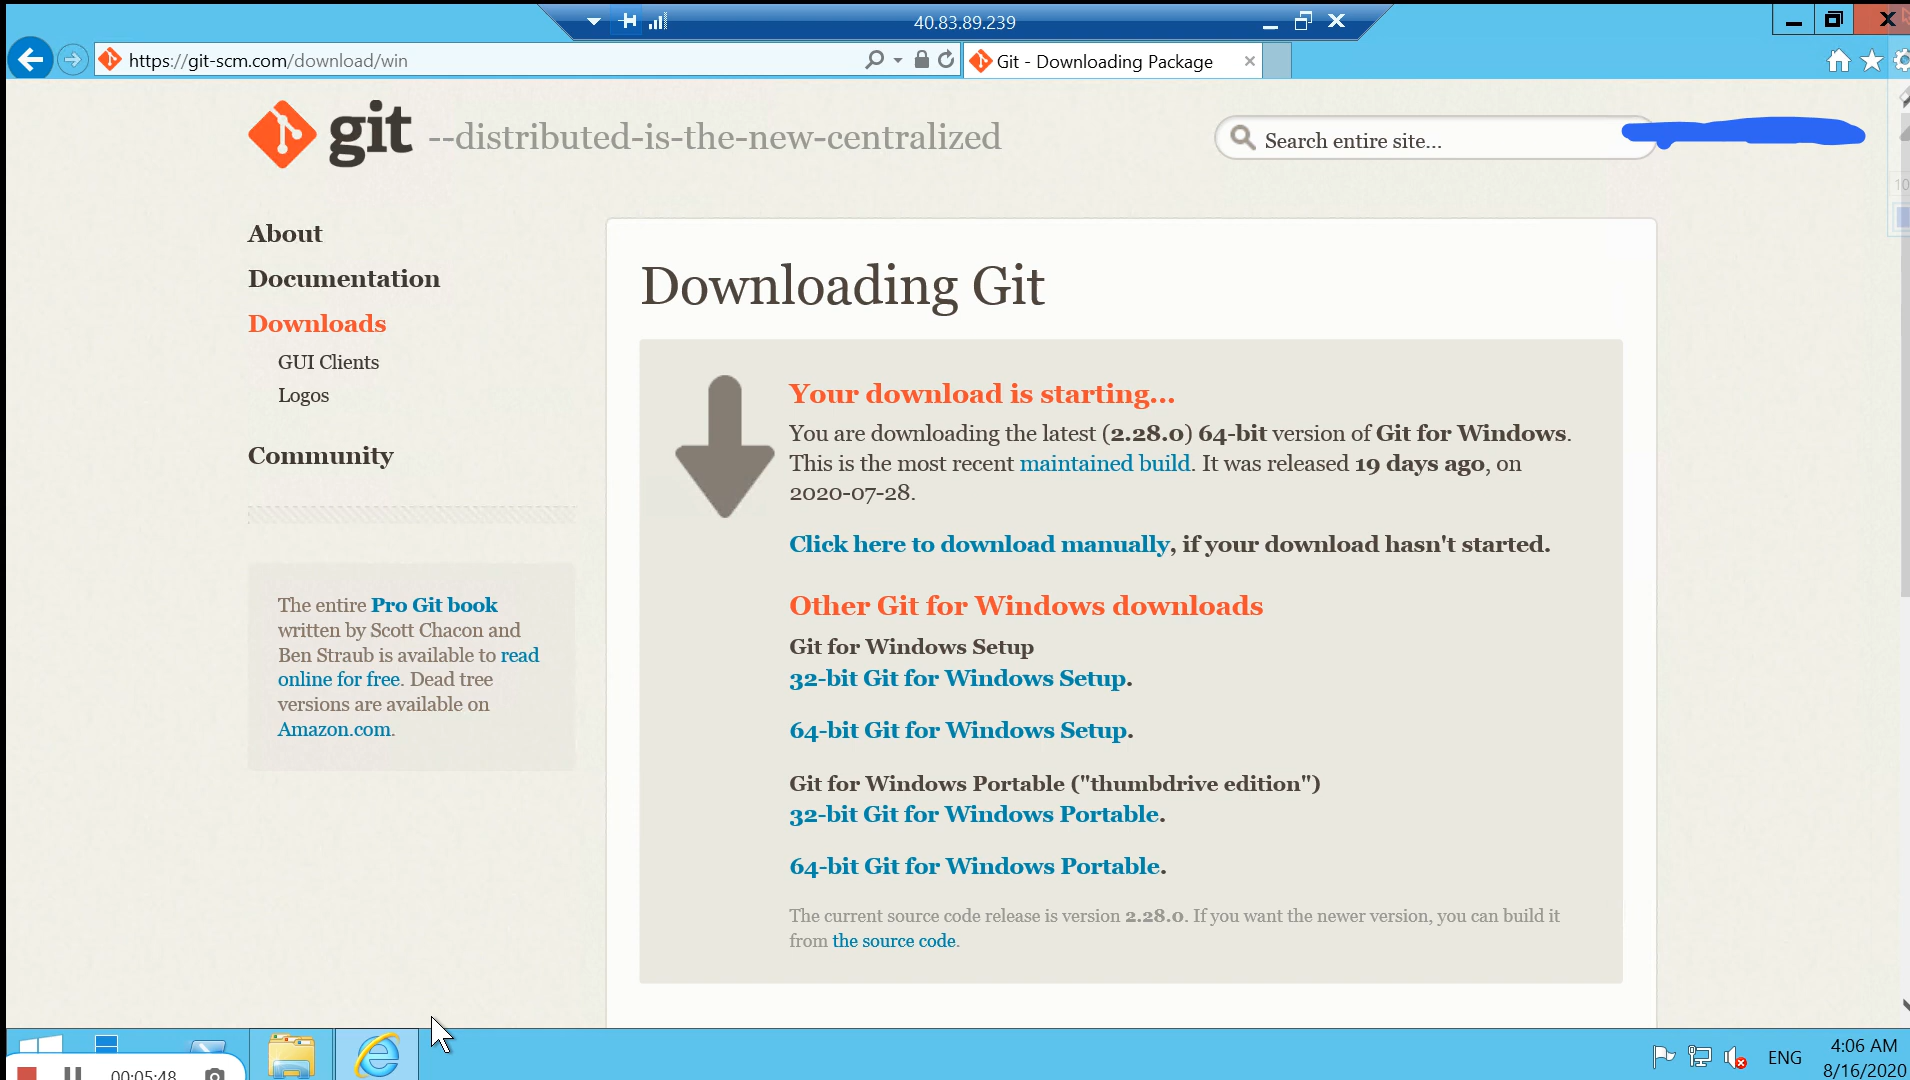 40.83.89.239
https://git-scm.com/download/win
Git - Downloading Package
git --distributed-is-the-new-centralized
Search entire site...
About
Documentation
Downloads
GUI Clients
Logos
Community
The entire Pro Git book
written by Scott Chacon and
Ben Straub is available to read
online for free. Dead tree
versions are available on
Amazon.com.
Downloading Git
Your download is starting...
You are downloading the latest (2.28.0) 64-bit version of Git for Windows.
This is the most recent maintained build. It was released 19 days ago, on
2020-07-28.
Click here to download manually, if your download hasn't started.
Other Git for Windows downloads
Git for Windows Setup
32-bit Git for Windows Setup.
64-bit Git for Windows Setup.
Git for Windows Portable ("thumbdrive edition")
32-bit Git for Windows Portable.
64-bit Git for Windows Portable.
The current source code release is version 2.28.0. If you want the newer version, you can build it
from the source code.
00:05:48
ENG
4:06 AM
8/16/2020